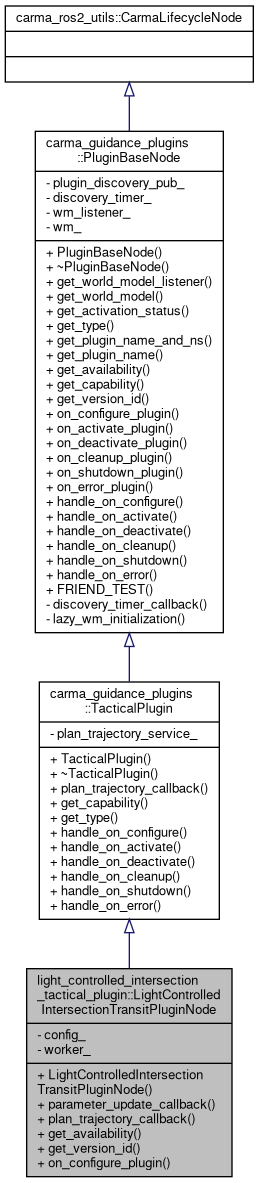 carma_ros2_utils::CarmaLifecycleNode
carma_guidance_plugins
::PluginBaseNode
- plugin_discovery_pub_
- discovery_timer_
- wm_listener_
- wm_
+ PluginBaseNode()
+ ~PluginBaseNode()
+ get_world_model_listener()
+ get_world_model()
+ get_activation_status()
+ get_type()
+ get_plugin_name_and_ns()
+ get_plugin_name()
+ get_availability()
+ get_capability()
+ get_version_id()
+ on_configure_plugin()
+ on_activate_plugin()
+ on_deactivate_plugin()
+ on_cleanup_plugin()
+ on_shutdown_plugin()
+ on_error_plugin()
+ handle_on_configure()
+ handle_on_activate()
+ handle_on_deactivate()
+ handle_on_cleanup()
+ handle_on_shutdown()
+ handle_on_error()
+ FRIEND_TEST()
- discovery_timer_callback()
- lazy_wm_initialization()
carma_guidance_plugins
::TacticalPlugin
- plan_trajectory_service_
+ TacticalPlugin()
+ ~TacticalPlugin()
+ plan_trajectory_callback()
+ get_capability()
+ get_type()
+ handle_on_configure()
+ handle_on_activate()
+ handle_on_deactivate()
+ handle_on_cleanup()
+ handle_on_shutdown()
+ handle_on_error()
light_controlled_intersection
_tactical_plugin::LightControlled
IntersectionTransitPluginNode
- config_
- worker_
+ LightControlledIntersection
TransitPluginNode()
+ parameter_update_callback()
+ plan_trajectory_callback()
+ get_availability()
+ get_version_id()
+ on_configure_plugin()